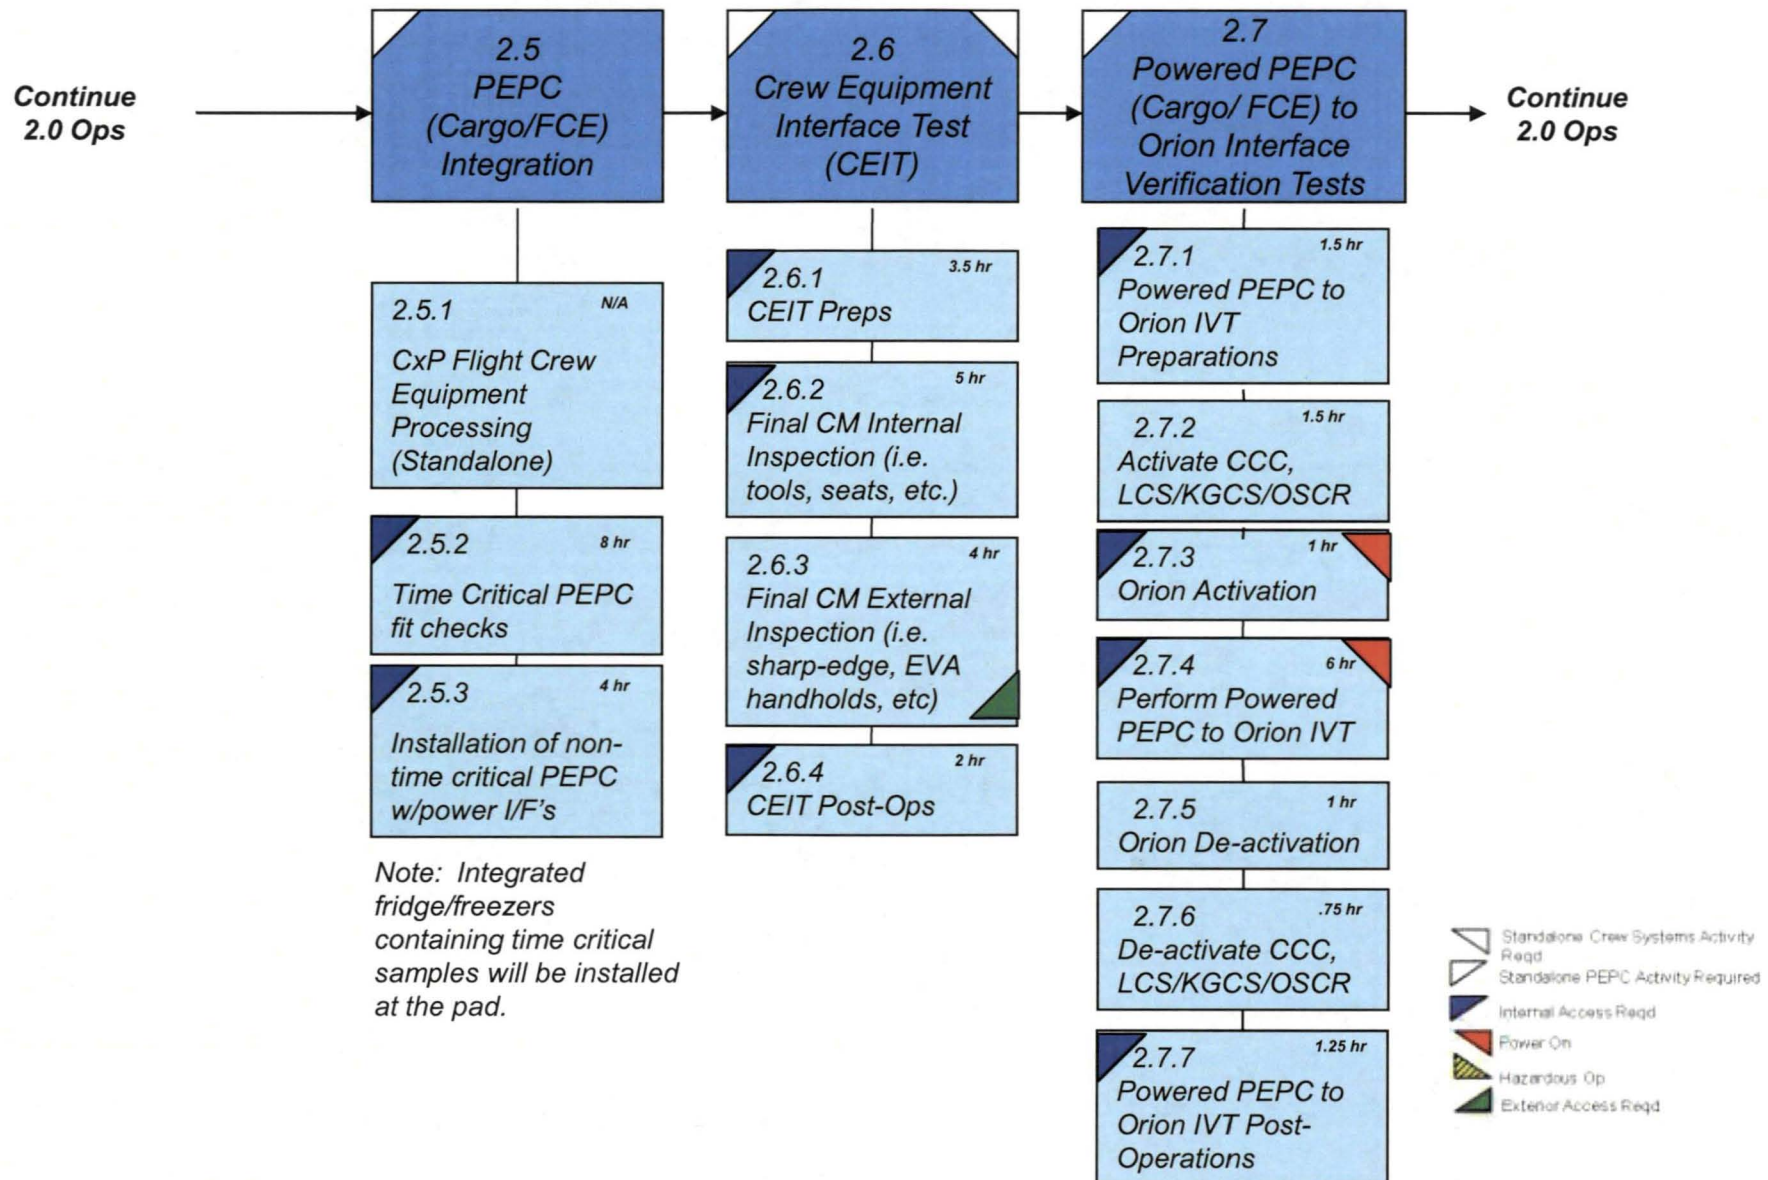 Continue
2.0 Ops
2.5
PEPC
(Cargo/FCE)
Integration
2.6
Crew Equipment
Interface Test
(CEIT)
2.7
Powered PEPC
(Cargo/ FCE) to
Orion Interface
Verification Tests
Continue
2.0 Ops
2.5.1 N/A
CxP Flight Crew
Equipment
Processing
(Standalone)
2.5.2 8 hr
Time Critical PEPC
fit checks
2.5.3 4 hr
Installation of non-
time critical PEPC
w/power I/F's
Note: Integrated
fridge/freezers
containing time critical
samples will be installed
at the pad.
2.6.1 3.5 hr
CEIT Preps
2.6.2 5 hr
Final CM Internal
Inspection (i.e.
tools, seats, etc.)
2.6.3 4 hr
Final CM External
Inspection (i.e.
sharp-edge, EVA
handholds, etc)
2.6.4 2 hr
CEIT Post-Ops
2.7.1 1.5 hr
Powered PEPC to
Orion IVT
Preparations
2.7.2 1.5 hr
Activate CCC,
LCS/KGCS/OSCR
2.7.3 1 hr
Orion Activation
2.7.4 6 hr
Perform Powered
PEPC to Orion IVT
2.7.5 1 hr
Orion De-activation
2.7.6 .75 hr
De-activate CCC,
LCS/KGCS/OSCR
2.7.7 1.25 hr
Powered PEPC to
Orion IVT Post-
Operations
Standalone Crew Systems Activity
Reqd
Standalone PEPC Activity Required
Internal Access Reqd
Power On
Hazardous Op
Exterior Access Reqd